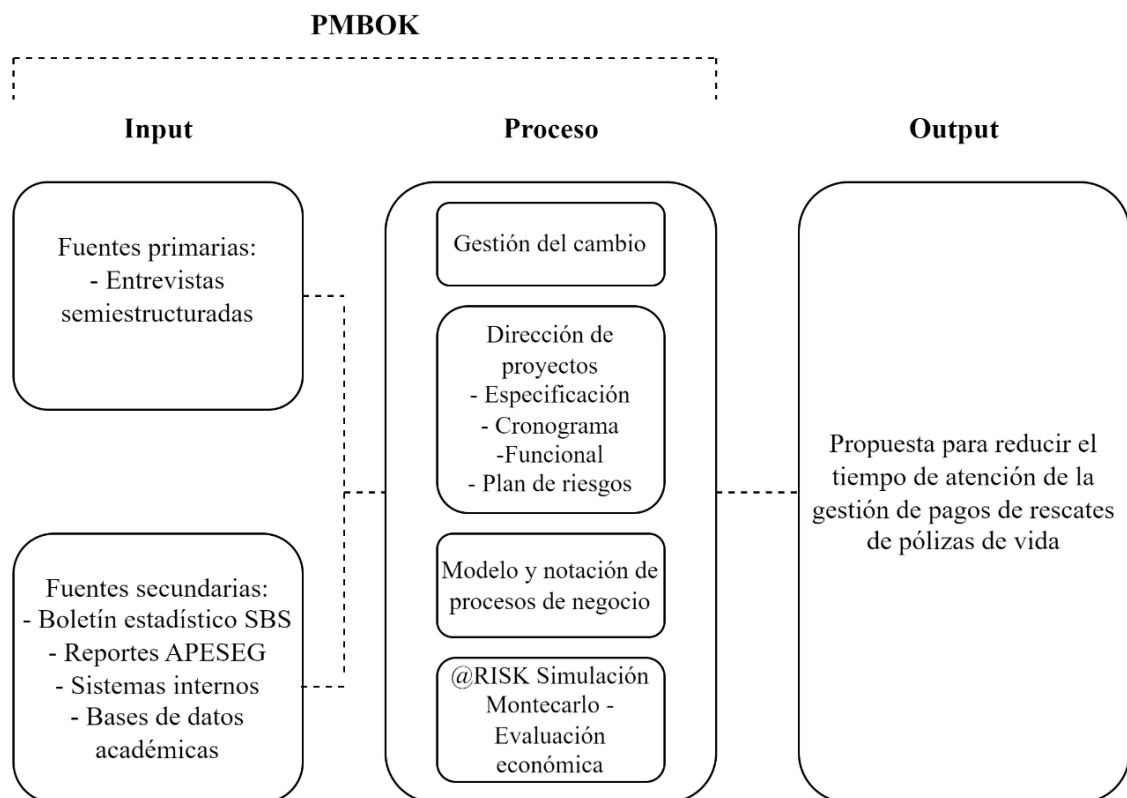 PMBOK
Input
Proceso
Output
Fuentes primarias:
- Entrevistas
semiestructuradas
Fuentes secundarias:
- Boletín estadístico SBS
- Reportes APESEG
- Sistemas internos
- Bases de datos
académicas
Gestión del cambio
Dirección de
proyectos
- Especificación
- Cronograma
-Funcional
- Plan de riesgos
Modelo y notación de
procesos de negocio
@RISK Simulación
Montecarlo -
Evaluación
económica
Propuesta para reducir el
tiempo de atención de la
gestión de pagos de rescates
de pólizas de vida